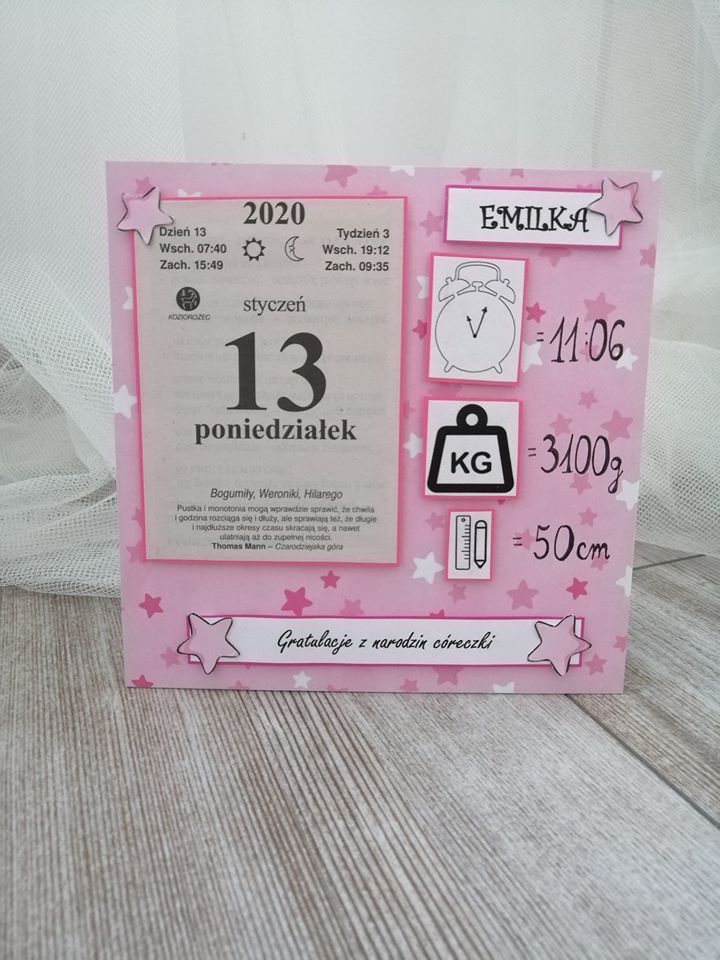 2020
Dzień 13
Tydzień 3
Wsch. 07:40
Wsch. 19:12
Zach. 15:49
Zach. 09:35
KOZIOROŻEC
styczeń
13
poniedziałek
Bogumiły, Weroniki, Hilarego
Pustka i monotonia mogą wprawdzie sprawić, że chwila
i godzina rozciąga się i dłuży, ale sprawiają też, że długie
i najdłuższe okresy czasu skracają się, a nawet
ulatniają aż do zupełnej nicości.
Thomas Mann – Czarodziejska góra
EMILKA
=11:06
KG
=3100g
= 50cm
Gratulacje z narodzin córeczki